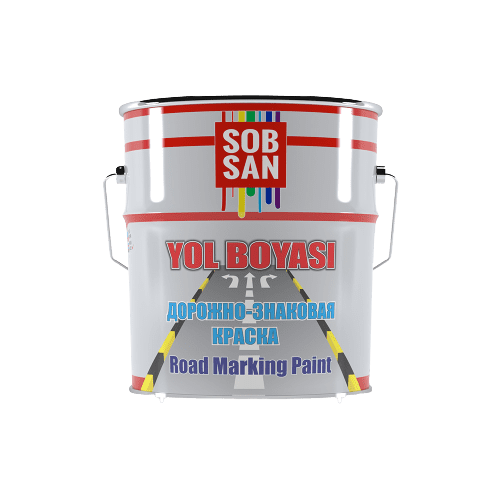 SOB
SAN
YOL BOYASI
ДОРОЖНО-ЗНАКОВАЯ
КРАСКА
Road Marking Paint